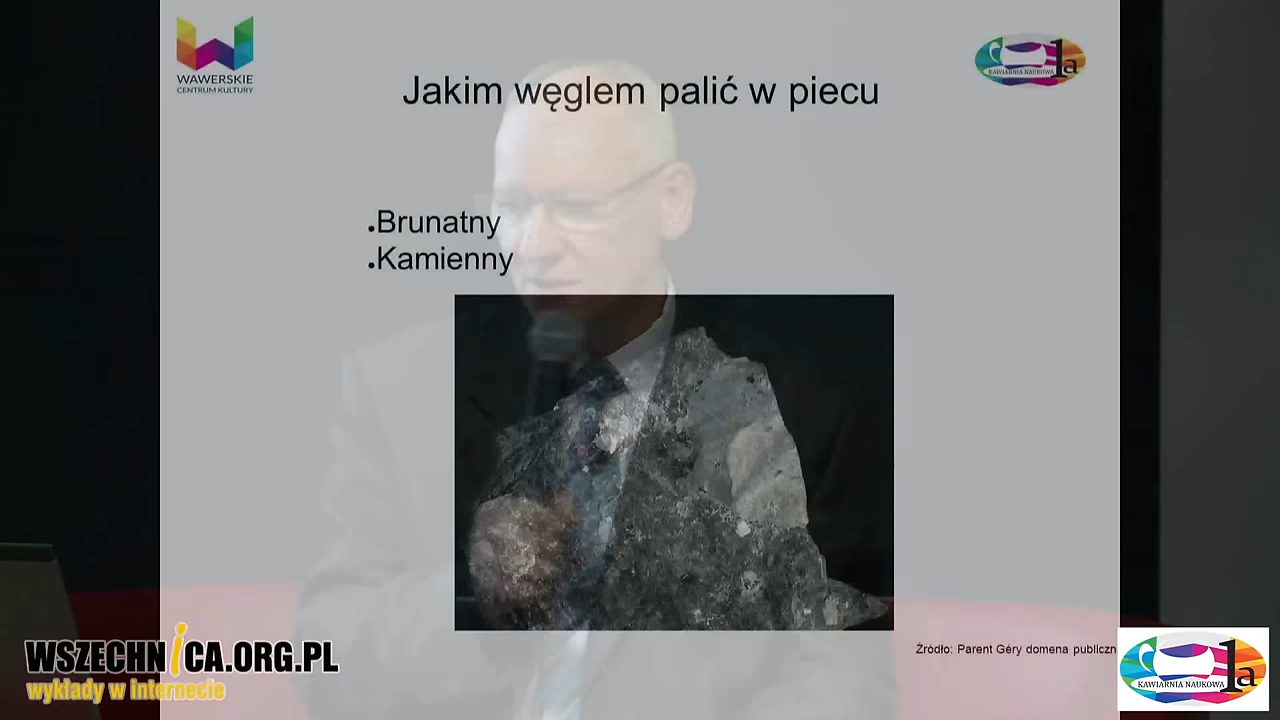 WAWERSKIE
CENTRUM KULTURY
KAWIARNIA NAUKOWA 1a
Jakim węglem palić w piecu
.Brunatny
.Kamienny
Źródło: Parent Géry domena publiczn
WSZECHNICA.ORG.PL
wykłady w internecie
KAWIARNIA NAUKOWA 1a